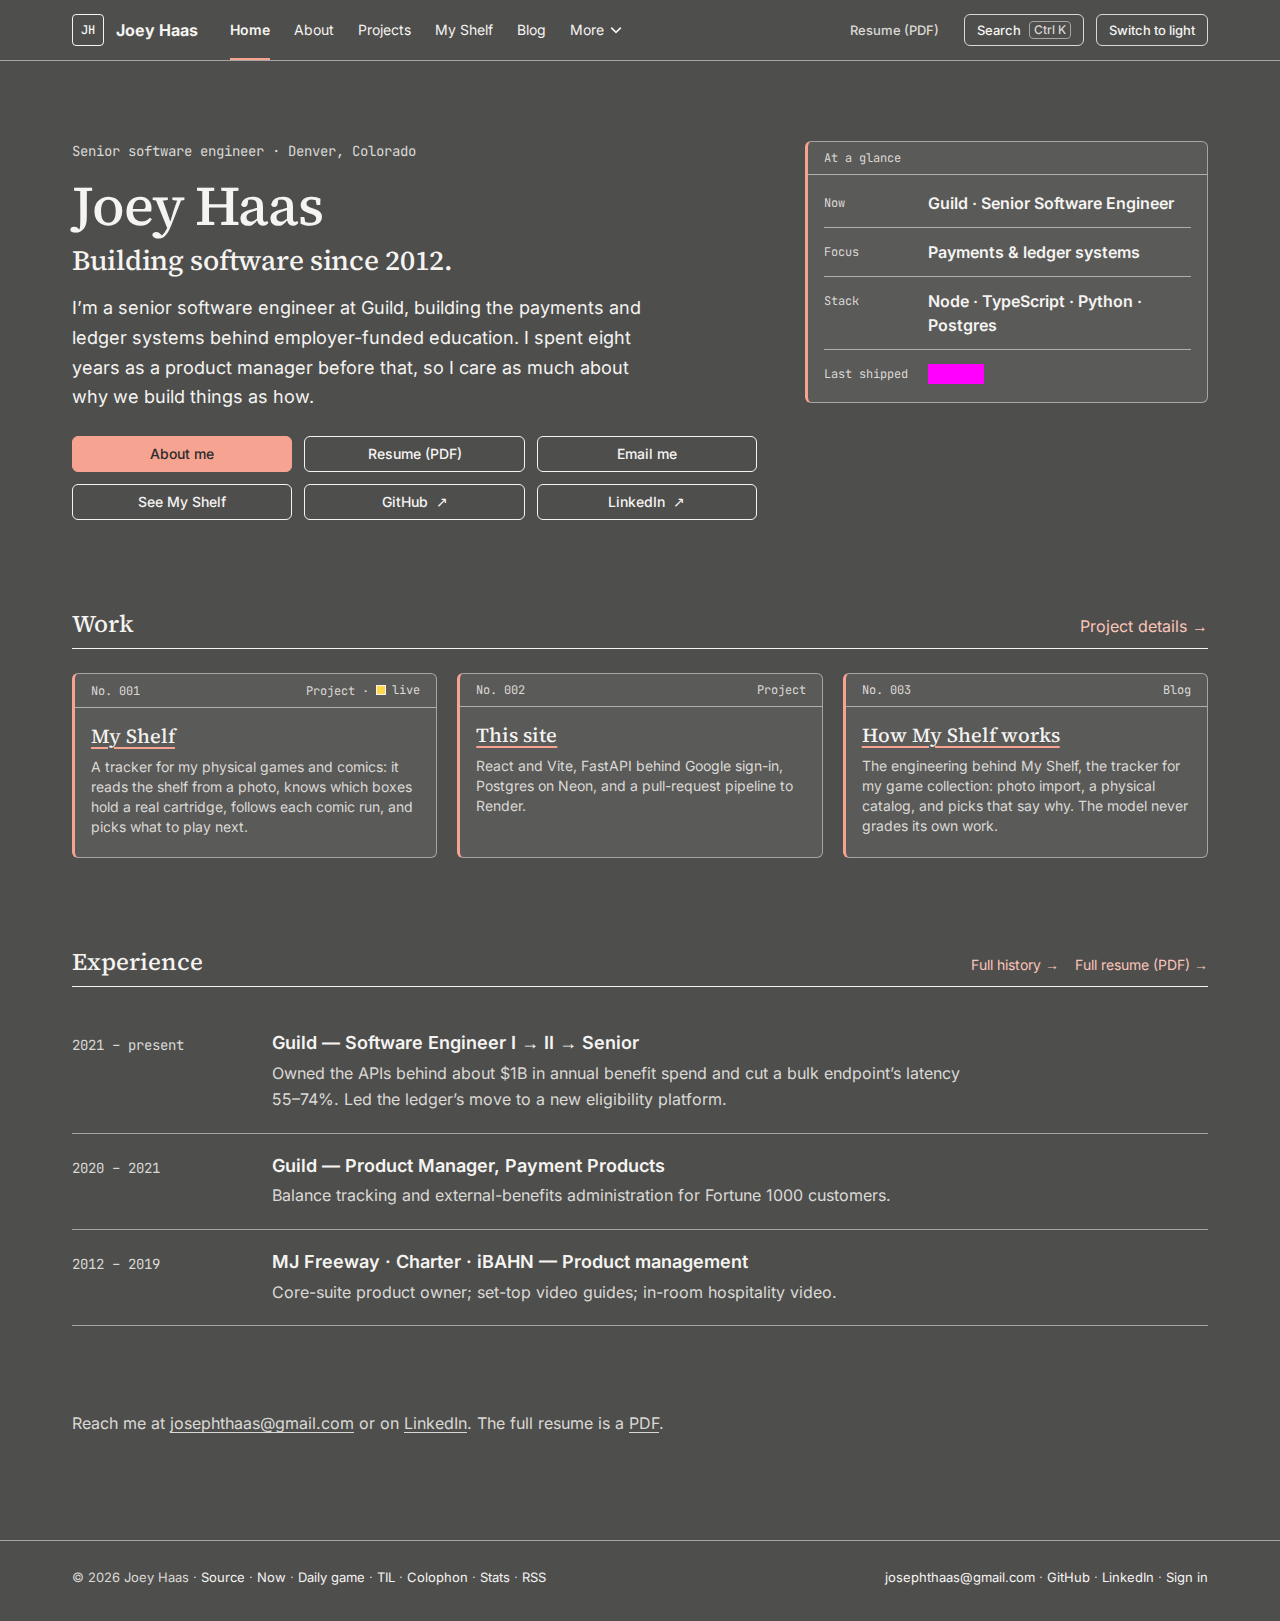 JH Joey Haas Home About Projects My Shelf Blog More Resume (PDF) Search Ctrl K Switch to light
Senior software engineer · Denver, Colorado
Joey Haas
Building software since 2012.
I’m a senior software engineer at Guild, building the payments and
ledger systems behind employer-funded education. I spent eight
years as a product manager before that, so I care as much about
why we build things as how.
About me Resume (PDF) Email me
See My Shelf GitHub ↗ LinkedIn ↗
At a glance
Now Guild · Senior Software Engineer
Focus Payments & ledger systems
Stack Node · TypeScript · Python ·
Postgres
Last shipped
Work Project details →
No. 001 Project · live
My Shelf
A tracker for my physical games and comics: it
reads the shelf from a photo, knows which boxes
hold a real cartridge, follows each comic run, and
picks what to play next.
No. 002 Project
This site
React and Vite, FastAPI behind Google sign-in,
Postgres on Neon, and a pull-request pipeline to
Render.
No. 003 Blog
How My Shelf works
The engineering behind My Shelf, the tracker for
my game collection: photo import, a physical
catalog, and picks that say why. The model never
grades its own work.
Experience Full history → Full resume (PDF) →
2021 – present Guild — Software Engineer I → II → Senior
Owned the APIs behind about $1B in annual benefit spend and cut a bulk endpoint’s latency
55–74%. Led the ledger’s move to a new eligibility platform.
2020 – 2021 Guild — Product Manager, Payment Products
Balance tracking and external-benefits administration for Fortune 1000 customers.
2012 – 2019 MJ Freeway · Charter · iBAHN — Product management
Core-suite product owner; set-top video guides; in-room hospitality video.
Reach me at josephthaas@gmail.com or on LinkedIn. The full resume is a PDF.
© 2026 Joey Haas · Source · Now · Daily game · TIL · Colophon · Stats · RSS josephthaas@gmail.com · GitHub · LinkedIn · Sign in